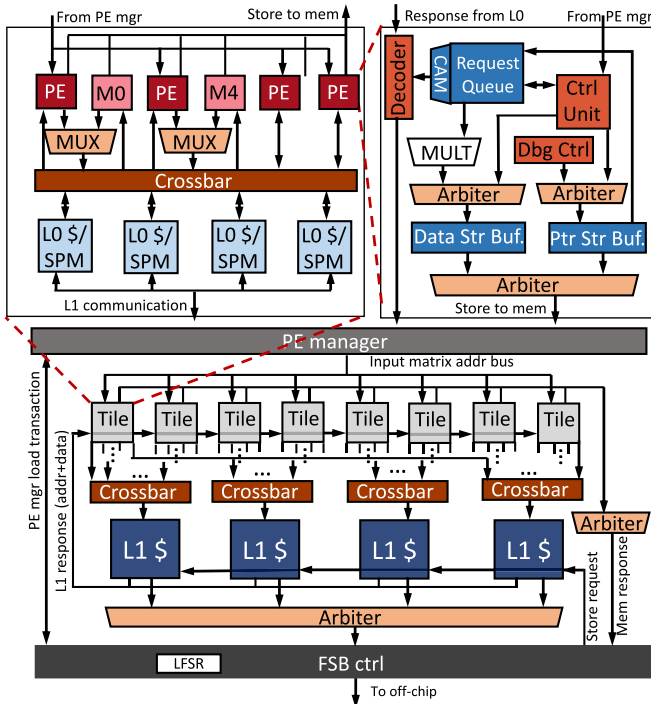 From PE mgr
Store to mem
PE
M0
PE
M4
PE
PE
MUX
MUX
Crossbar
L0 $/
SPM
L0 $/
SPM
L0 $/
SPM
L0 $/
SPM
L1 communication
Response from L0
From PE mgr
Decoder
CAM
Request
Queue
Ctrl
Unit
MULT
Dbg Ctrl
Arbiter
Arbiter
Data Str Buf.
Ptr Str Buf.
Arbiter
Store to mem
PE manager
Input matrix addr bus
PE mgr load transaction
L1 response (addr+data)
Tile
Tile
Tile
Tile
Tile
Tile
Tile
Tile
...
...
...
...
Crossbar
Crossbar
Crossbar
Crossbar
Arbiter
L1 $
L1 $
L1 $
L1 $
Store request
Mem response
Arbiter
LFSR
FSB ctrl
To off-chip